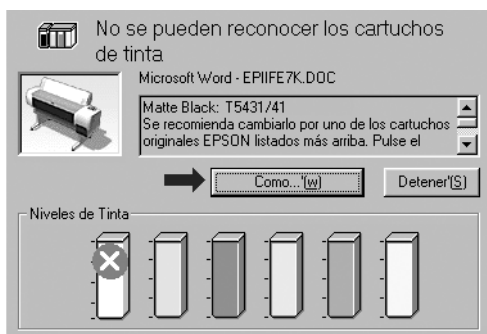 No se pueden reconocer los cartuchos
de tinta
Microsoft Word - EPIIFE7K.DOC
Matte Black: T5431/41
Se recomienda cambiarlo por uno de los cartuchos
originales EPSON listados más arriba. Pulse el
Como...'(w)
Detener'(S)
Niveles de Tinta